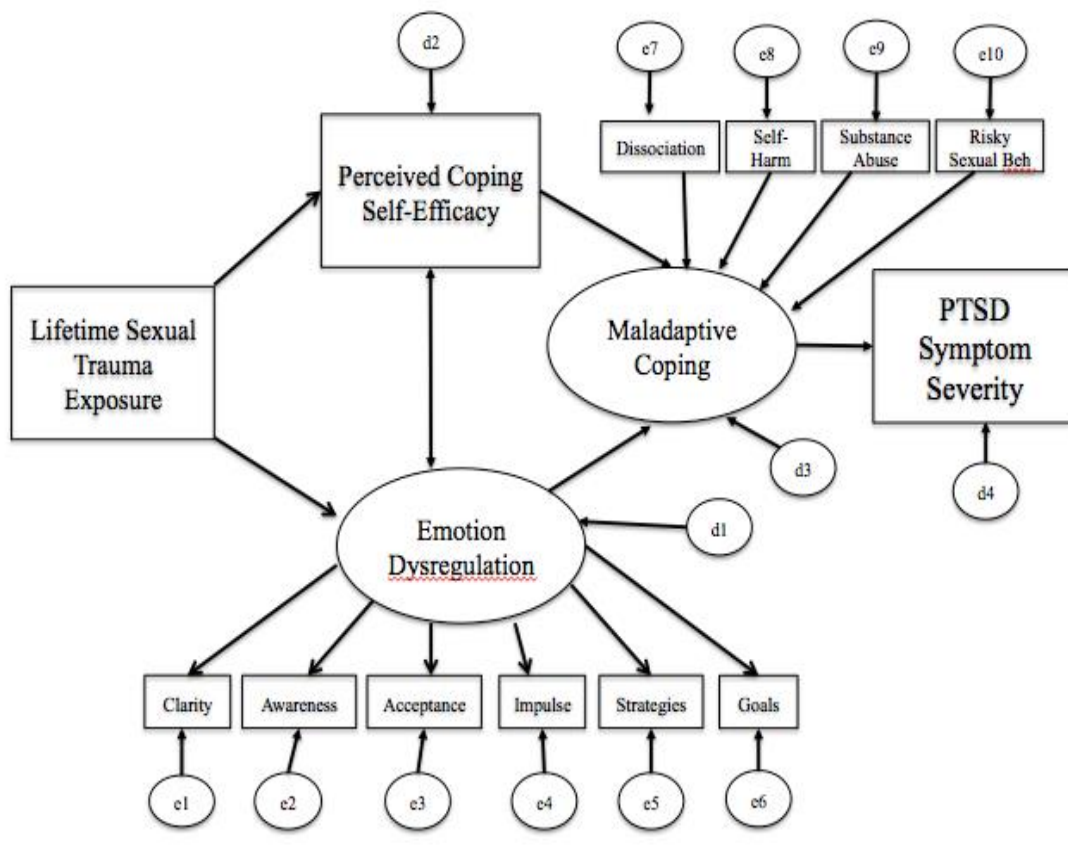 d2
e7
e8
e9
e10
Dissociation
Self-
Harm
Substance
Abuse
Risky
Sexual Beh
Perceived Coping
Self-Efficacy
Lifetime Sexual
Trauma
Exposure
Maladaptive
Coping
PTSD
Symptom
Severity
d3
d4
d1
Emotion
Dysregulation
Clarity
Awareness
Acceptance
Impulse
Strategies
Goals
e1
e2
e3
e4
e5
e6